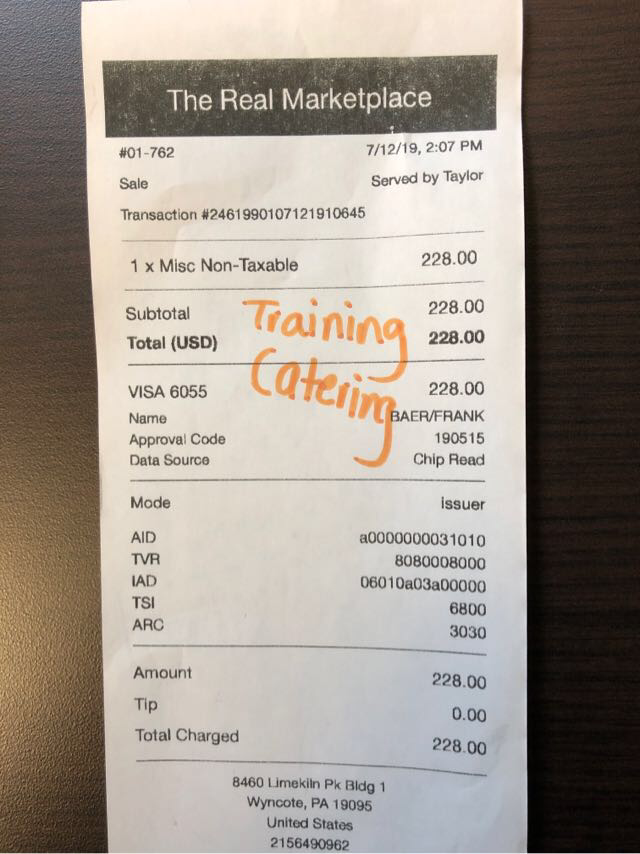 The Real Marketplace
#01-762 7/12/19, 2:07 PM
Sale Served by Taylor
Transaction #2461990107121910645
1 x Misc Non-Taxable 228.00
Subtotal 228.00
Total (USD) 228.00
Training
Catering
VISA 6055 228.00
Name BAER/FRANK
Approval Code 190515
Data Source Chip Read
Mode Issuer
AID a0000000031010
TVR 8080008000
IAD 06010a03a00000
TSI 6800
ARC 3030
Amount 228.00
Tip 0.00
Total Charged 228.00
8460 Limekiln Pk Bldg 1
Wyncote, PA 19095
United States
2156490962